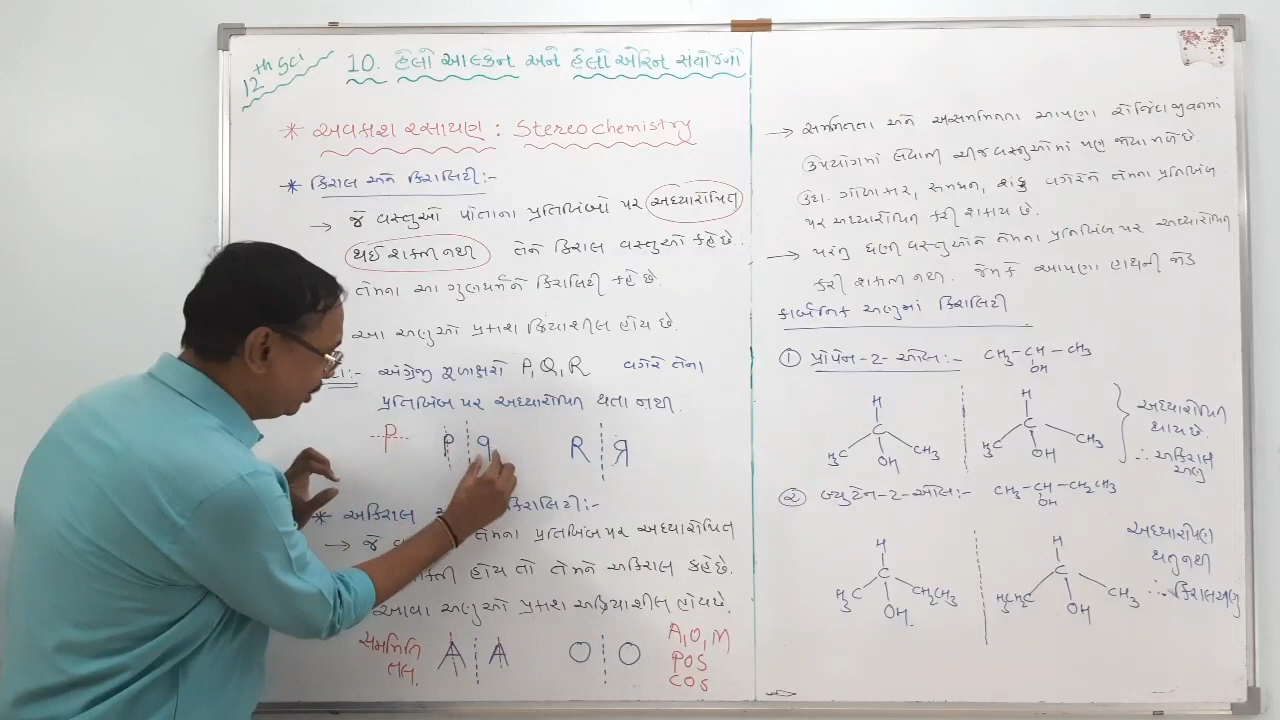 12th Sci
10. હેલો આલ્કેન અને હેલો એરિન સંયોજનો
* અવકાશ રસાયણ : Stereochemistry
* કિરાલ અને કિરાલિટી:-
→ જે વસ્તુઓ પોતાના પ્રતિબિંબો પર અધ્યારોપિત
થઈ શકતી નથી તેને કિરાલ વસ્તુઓ કહે છે.
તેમના આ ગુણધર્મને કિરાલિટી કહે છે.
આ અણુઓ પ્રકાશ ક્રિયાશીલ હોય છે.
અંગ્રેજી મૂળાક્ષરો P, Q, R વગેરે તેના
પ્રતિબિંબ પર અધ્યારોપિત થતા નથી.
P P q R Я
* અકિરાલ કિરાલિટી:-
→ જે તેમના પ્રતિબિંબ પર અધ્યારોપિત
હોય તો તેમને અકિરાલ કહે છે.
આવા અણુઓ પ્રકાશ અક્રિયાશીલ હોય છે.
સમમિતિ
તલ
A A O O
A, O, M
POS
COS
→ સમમિતતા અને અસમમિતતા આપણા રોજિંદા જીવનમાં
ઉપયોગમાં લેવાતી ચીજવસ્તુઓમાં પણ જોવા મળે છે.
ઉદા. ગોળાકાર, સમઘન, શંકુ વગેરેને તેમના પ્રતિબિંબ
પર અધ્યારોપિત કરી શકાય છે.
→ પરંતુ ઘણી વસ્તુઓને તેમના પ્રતિબિંબ પર અધ્યારોપિત
કરી શકાતી નથી. જેમકે આપણા હાથની જોડ
કાર્બનિક અણુમાં કિરાલિટી
① પ્રોપેન-2-ઓલ:- CH3-CH-CH3
OH
H
C
H3C OH CH3
H
C
H3C OH CH3
અધ્યારોપિત
થાય છે.
∴ અકિરાલ
અણુ
② બ્યુટેન-2-ઓલ:- CH3-CH-CH2CH3
OH
H
C
H3C OH CH2CH3
H
C
OH CH3
અધ્યારોપણ
થતુ નથી
∴ કિરાલ અણુ